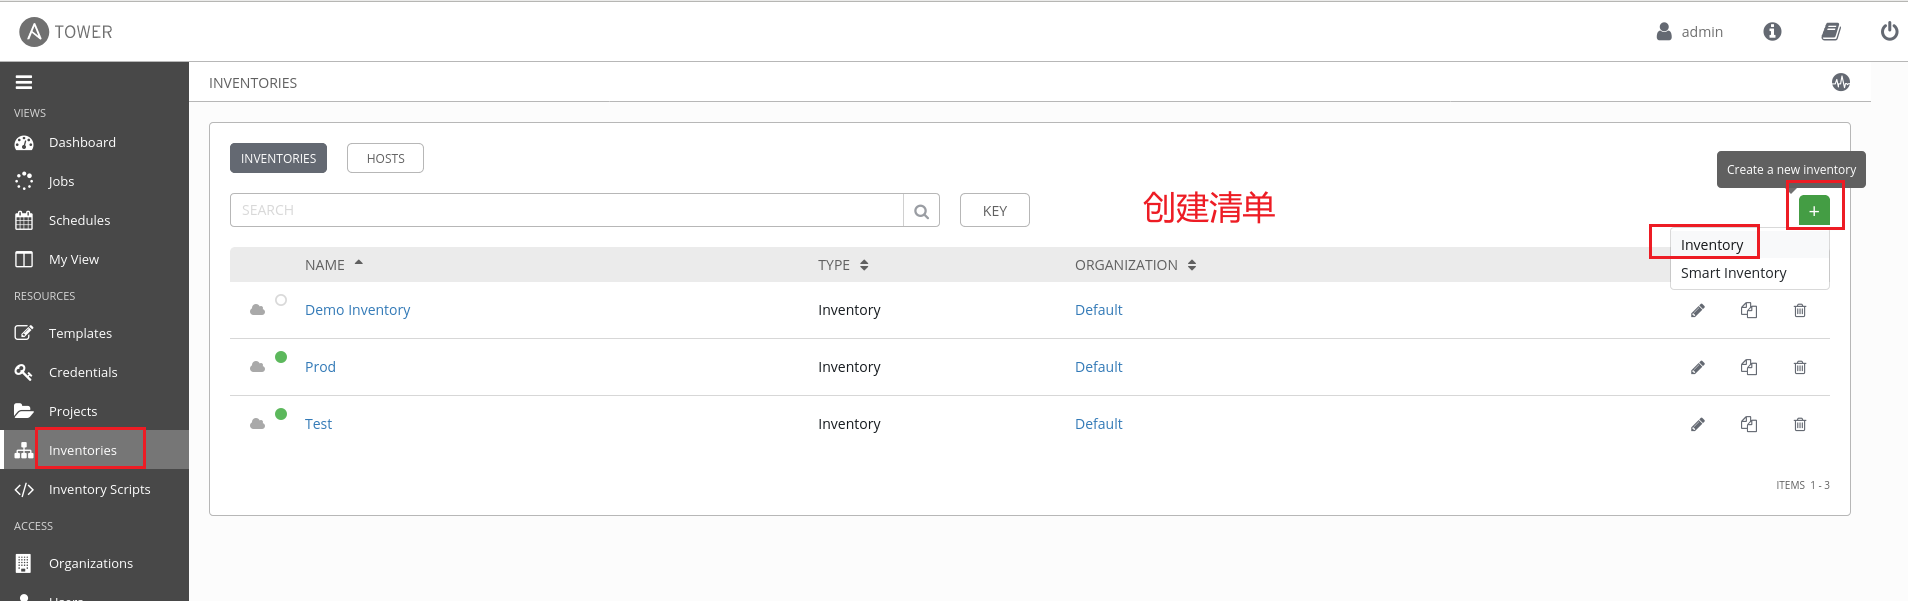 TOWER
admin
VIEWS
Dashboard
Jobs
Schedules
My View
RESOURCES
Templates
Credentials
Projects
Inventories
Inventory Scripts
ACCESS
Organizations
Users
INVENTORIES
INVENTORIES HOSTS
Create a new inventory
SEARCH KEY
创建清单
+
Inventory
Smart Inventory
NAME TYPE ORGANIZATION
Demo Inventory Inventory Default
Prod Inventory Default
Test Inventory Default
ITEMS 1 - 3